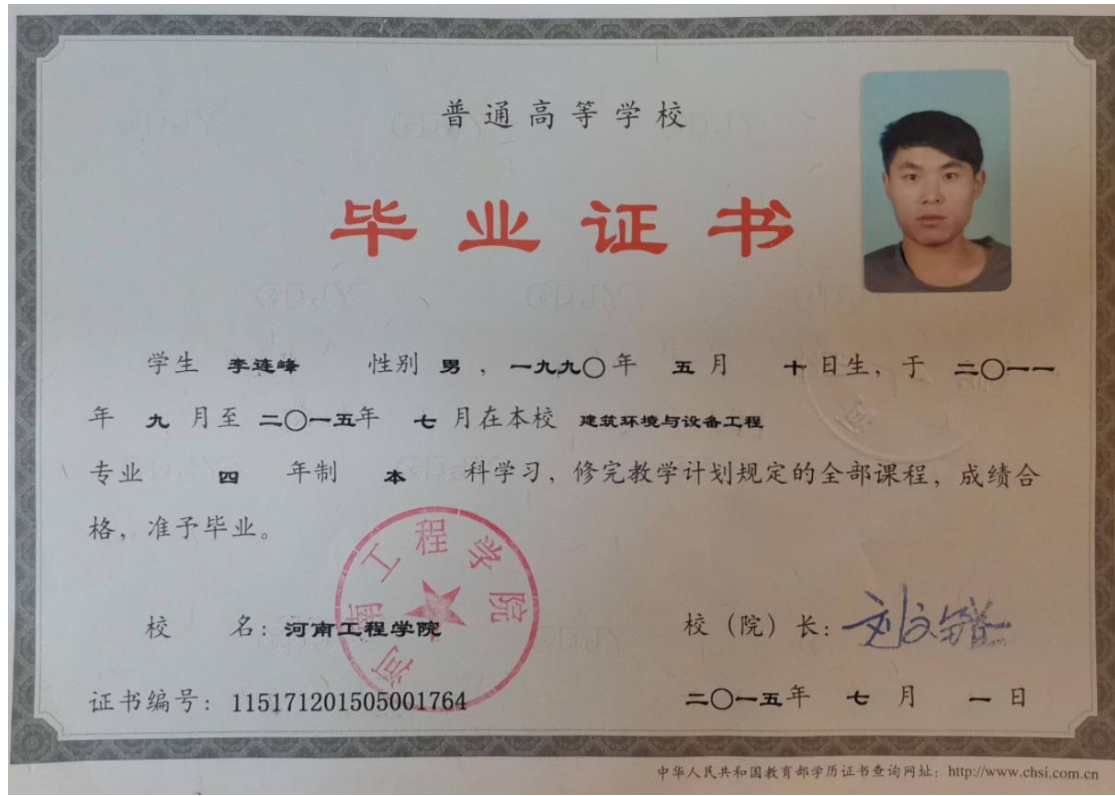 普通高等学校
毕业证书
学生 李连峰 性别 男 ，一九九〇年 五 月 十 日生，于 二〇一一
年 九 月至 二〇一五年 七 月在本校 建筑环境与设备工程
专业 四 年制 本 科学习，修完教学计划规定的全部课程，成绩合
格，准予毕业。
河南工程学院
校 名：河南工程学院 校（院）长：
证书编号：115171201505001764 二〇一五年 七 月 一 日
中华人民共和国教育部学历证书查询网址：http://www.chsi.com.cn